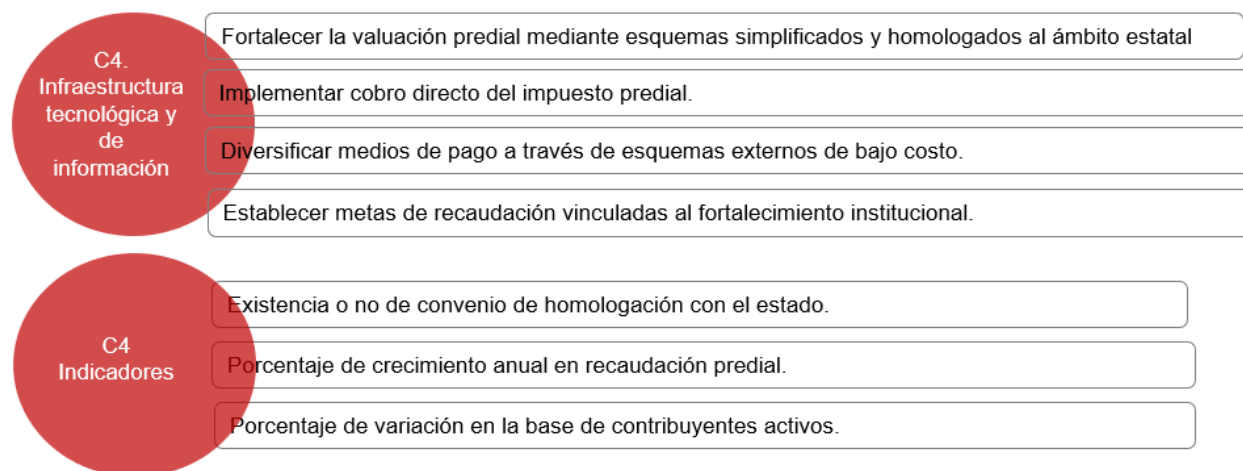 C4.
Infraestructura
tecnológica y
de
información
Fortalecer la valuación predial mediante esquemas simplificados y homologados al ámbito estatal
Implementar cobro directo del impuesto predial.
Diversificar medios de pago a través de esquemas externos de bajo costo.
Establecer metas de recaudación vinculadas al fortalecimiento institucional.
C4
Indicadores
Existencia o no de convenio de homologación con el estado.
Porcentaje de crecimiento anual en recaudación predial.
Porcentaje de variación en la base de contribuyentes activos.